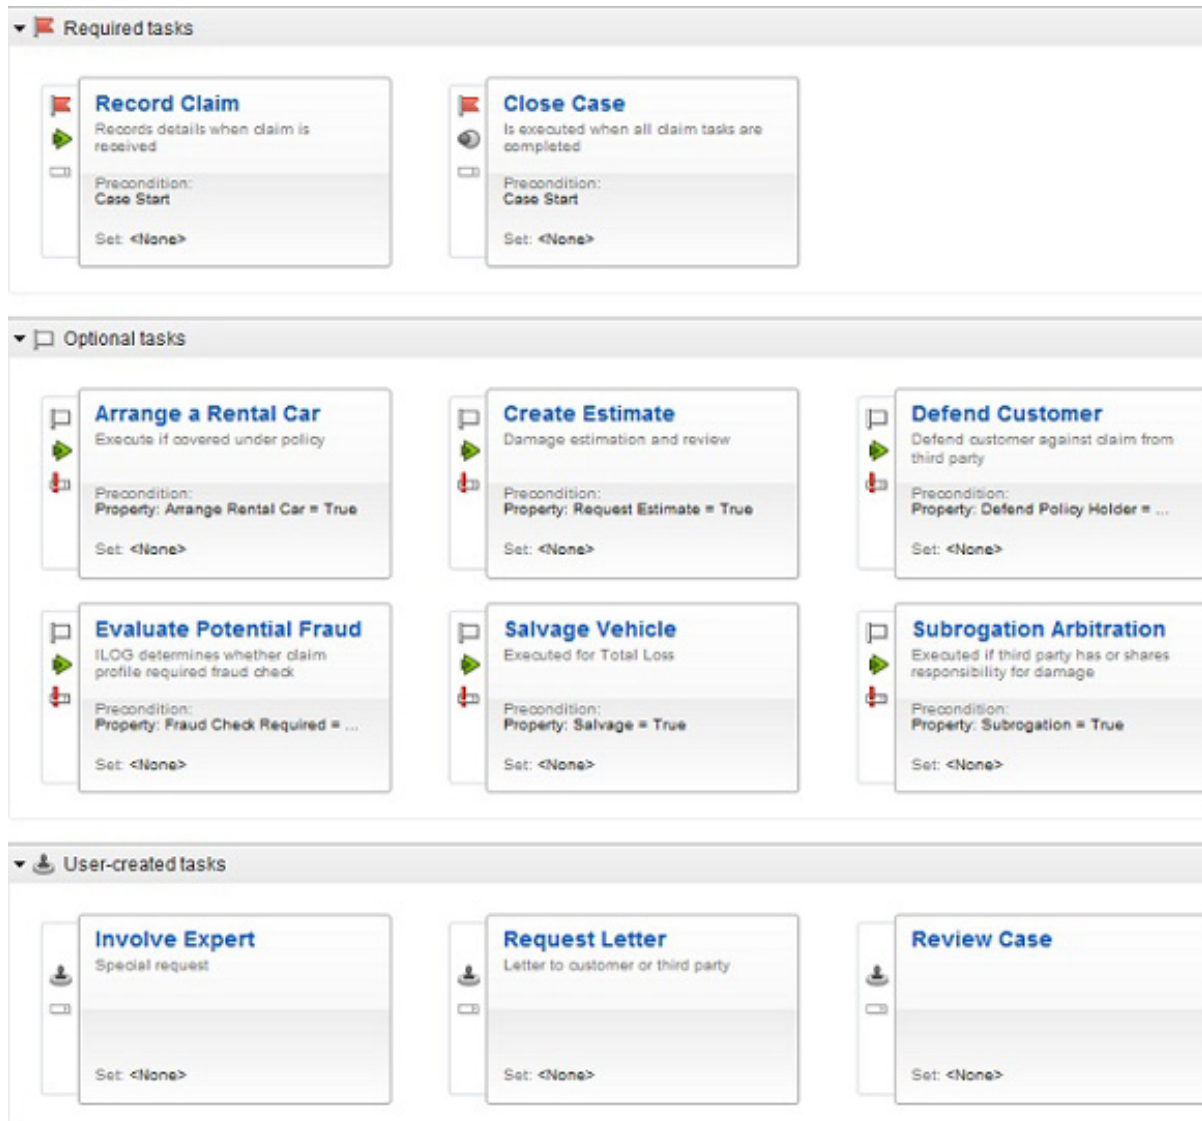 Required tasks
Record Claim
Records details when claim is
received
Precondition:
Case Start
Set: <None>
Close Case
Is executed when all claim tasks are
completed
Precondition:
Case Start
Set: <None>
Optional tasks
Arrange a Rental Car
Execute if covered under policy
Precondition:
Property: Arrange Rental Car = True
Set: <None>
Create Estimate
Damage estimation and review
Precondition:
Property: Request Estimate = True
Set: <None>
Defend Customer
Defend customer against claim from
third party
Precondition:
Property: Defend Policy Holder = ...
Set: <None>
Evaluate Potential Fraud
ILOG determines whether claim
profile required fraud check
Precondition:
Property: Fraud Check Required = ...
Set: <None>
Salvage Vehicle
Executed for Total Loss
Precondition:
Property: Salvage = True
Set: <None>
Subrogation Arbitration
Executed if third party has or shares
responsibility for damage
Precondition:
Property: Subrogation = True
Set: <None>
User-created tasks
Involve Expert
Special request
Set: <None>
Request Letter
Letter to customer or third party
Set: <None>
Review Case
Set: <None>